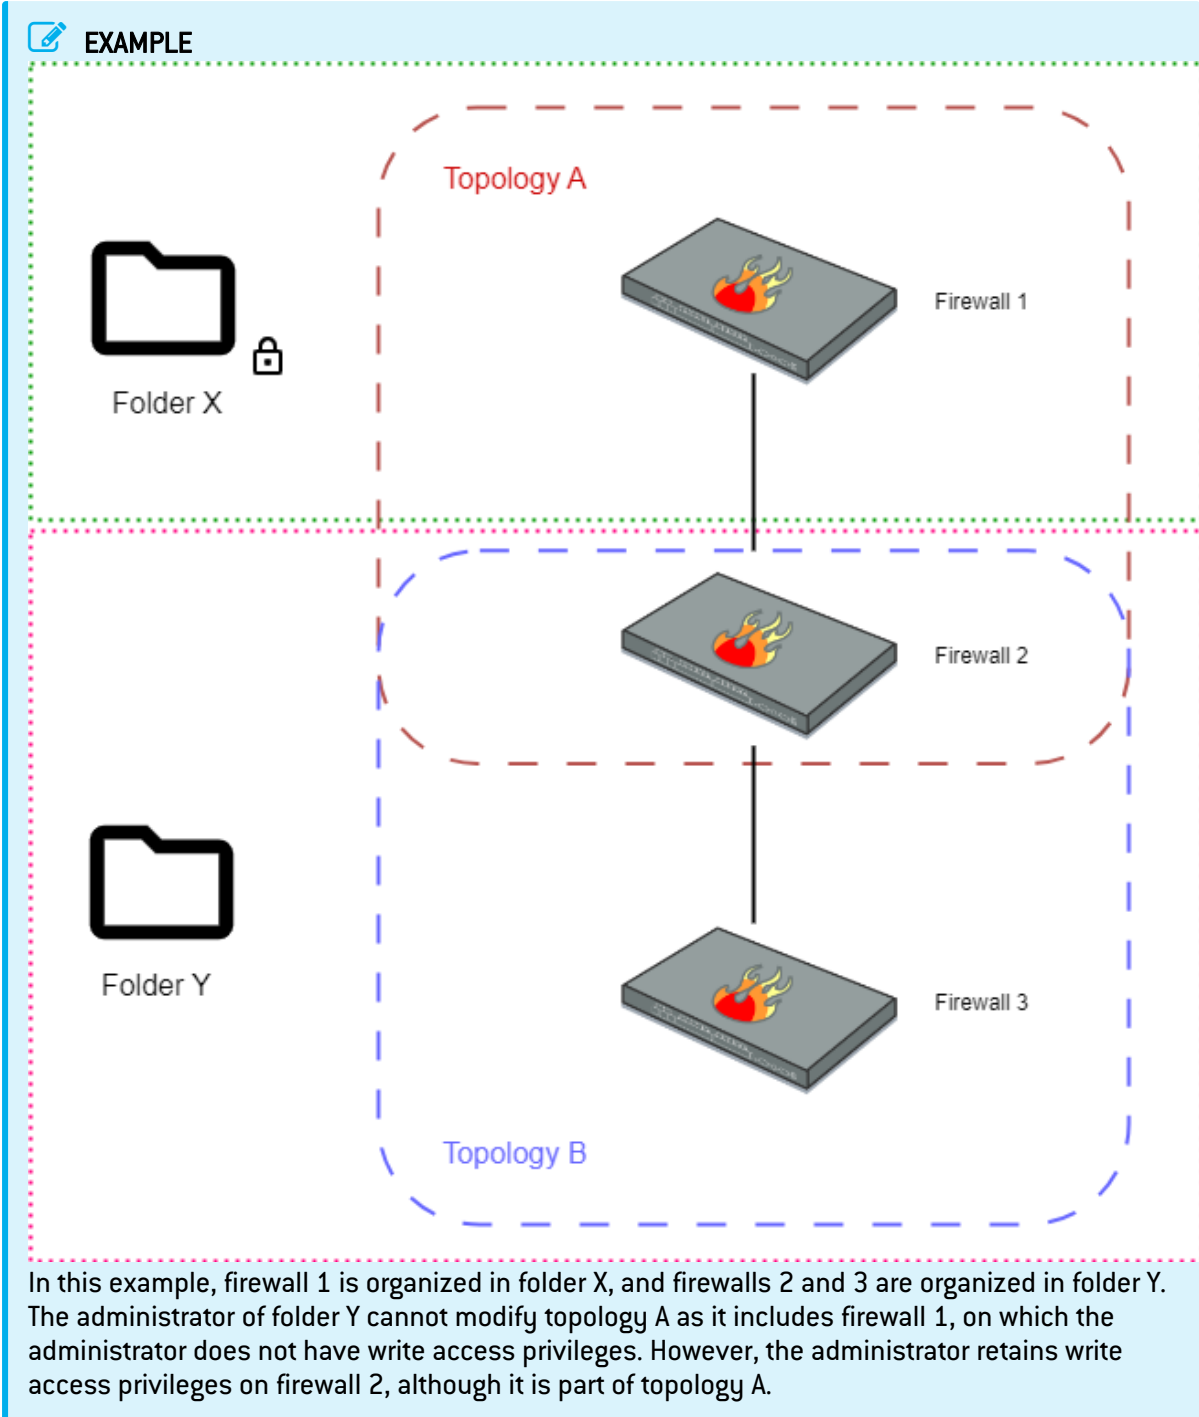 EXAMPLE
Topology A
Firewall 1
Folder X
Firewall 2
Folder Y
Firewall 3
Topology B
In this example, firewall 1 is organized in folder X, and firewalls 2 and 3 are organized in folder Y.
The administrator of folder Y cannot modify topology A as it includes firewall 1, on which the
administrator does not have write access privileges. However, the administrator retains write
access privileges on firewall 2, although it is part of topology A.